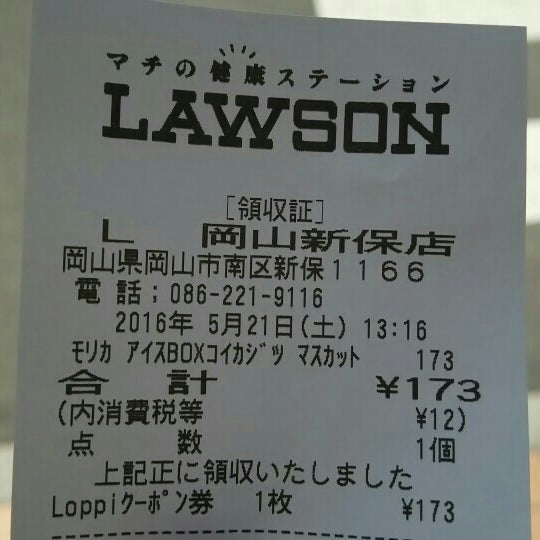 マチの健康ステーション
LAWSON
[領収証]
L 岡山新保店
岡山県岡山市南区新保1166
電話;086-221-9116
2016年 5月21日(土) 13:16
モリカ アイスBOXコイカジツ マスカット 173
合 計 ¥173
(内消費税等 ¥12)
点 数 1個
上記正に領収いたしました
Loppiクーポン券 1枚 ¥173